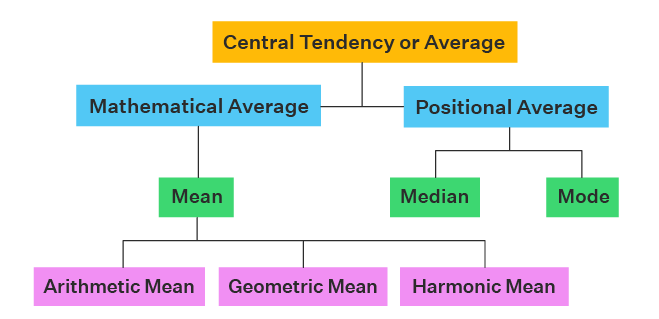 Central Tendency or Average
Mathematical Average
Positional Average
Mean
Median
Mode
Arithmetic Mean
Geometric Mean
Harmonic Mean